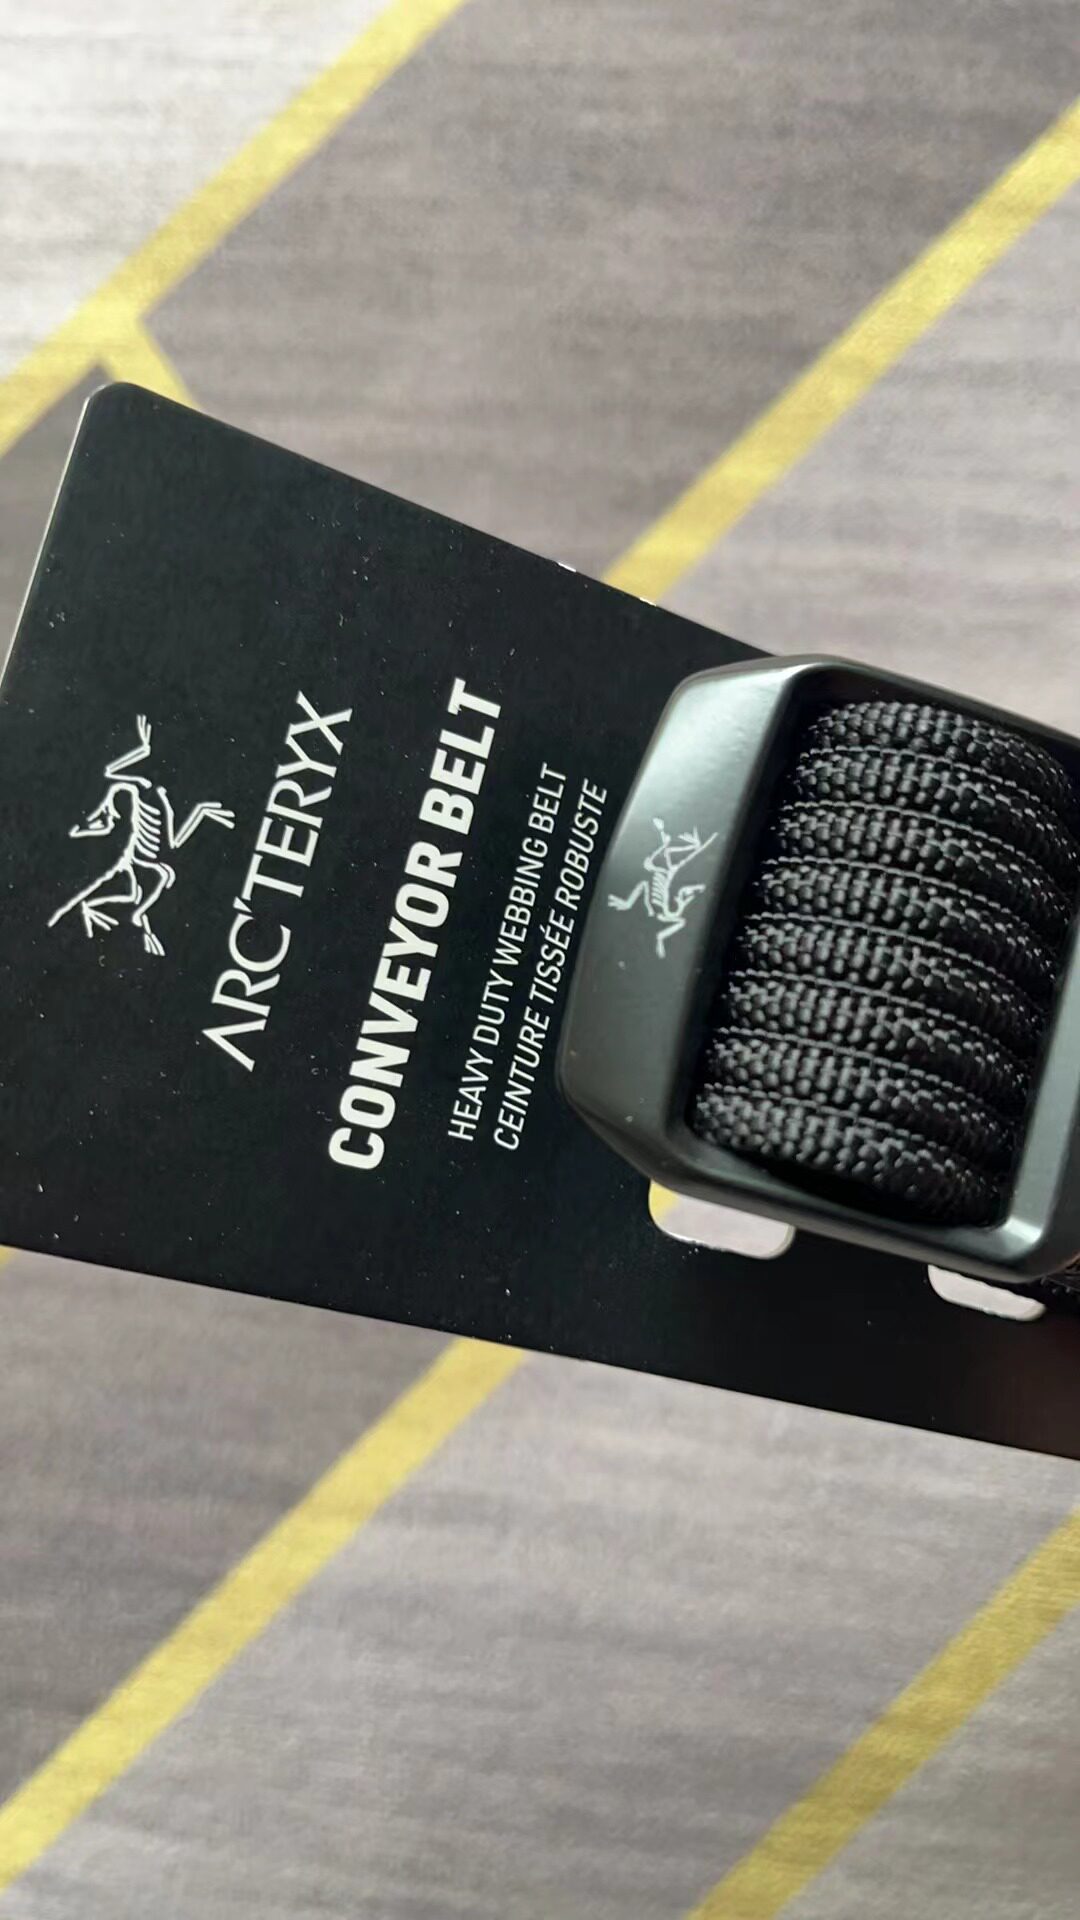 ARC'TERYX
CONVEYOR BELT
HEAVY DUTY WEBBING BELT
CEINTURE TISSÉE ROBUSTE